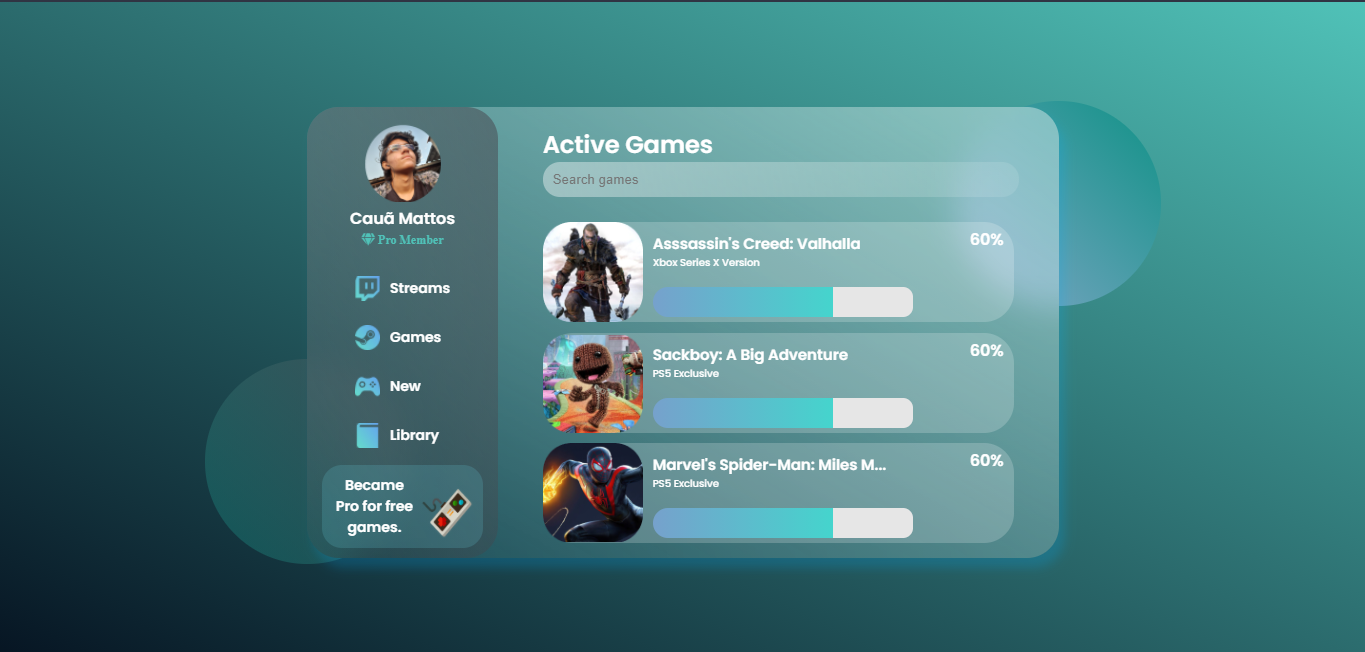 Cauã Mattos
Pro Member
Streams
Games
New
Library
Became
Pro for free
games.
Active Games
Search games
Asssassin's Creed: Valhalla
60%
Xbox Series X Version
Sackboy: A Big Adventure
60%
PS5 Exclusive
Marvel's Spider-Man: Miles M...
60%
PS5 Exclusive